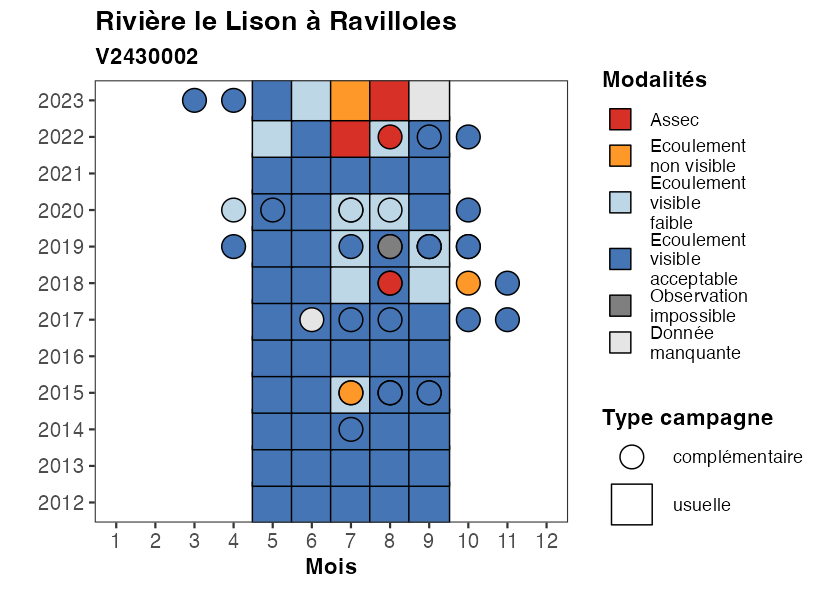 Rivière le Lison à Ravilloles
V2430002
2023
2022
2021
2020
2019
2018
2017
2016
2015
2014
2013
2012
1 2 3 4 5 6 7 8 9 10 11 12
Mois
Modalités
Assec
Ecoulement
non visible
Ecoulement
visible
faible
Ecoulement
visible
acceptable
Observation
impossible
Donnée
manquante
Type campagne
complémentaire
usuelle